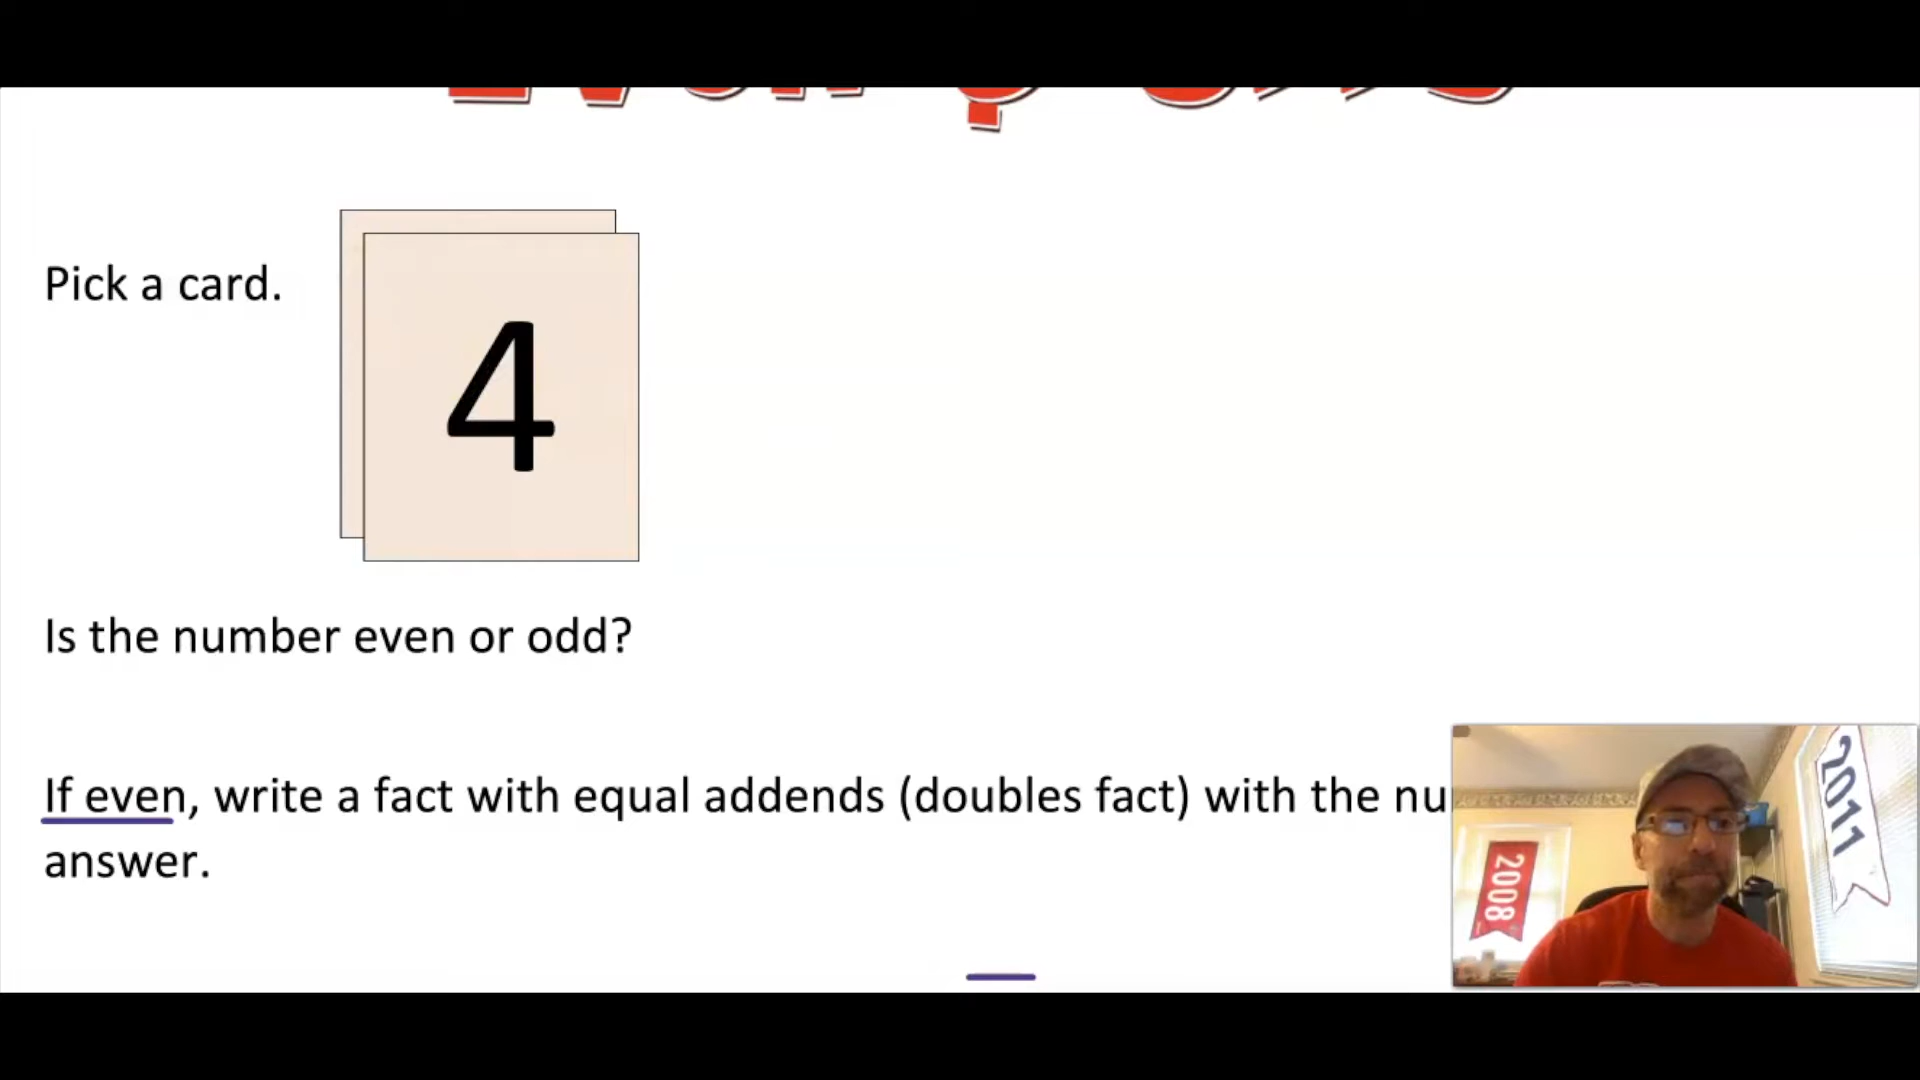 Pick a card.
4
Is the number even or odd?
If even, write a fact with equal addends (doubles fact) with the nu
answer.
2011
2008